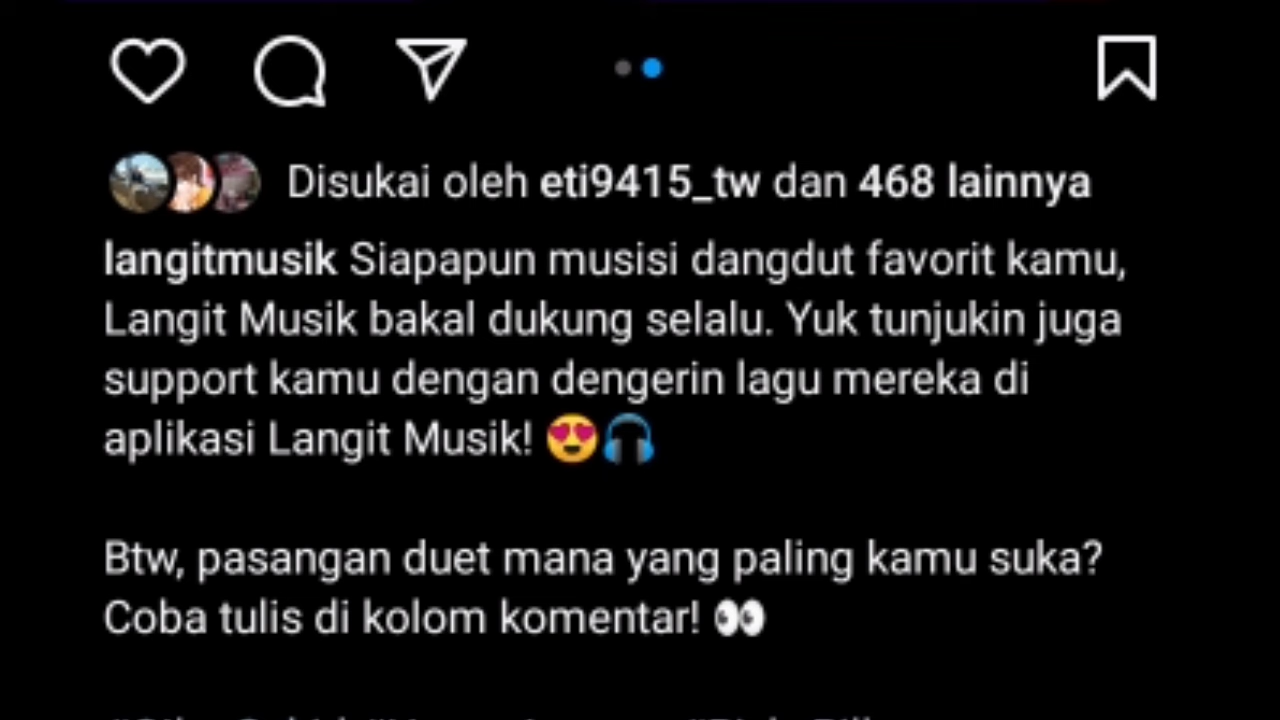 Disukai oleh eti9415_tw dan 468 lainnya
langitmusik Siapapun musisi dangdut favorit kamu,
Langit Musik bakal dukung selalu. Yuk tunjukin juga
support kamu dengan dengerin lagu mereka di
aplikasi Langit Musik! 😍🎧
Btw, pasangan duet mana yang paling kamu suka?
Coba tulis di kolom komentar! 👀